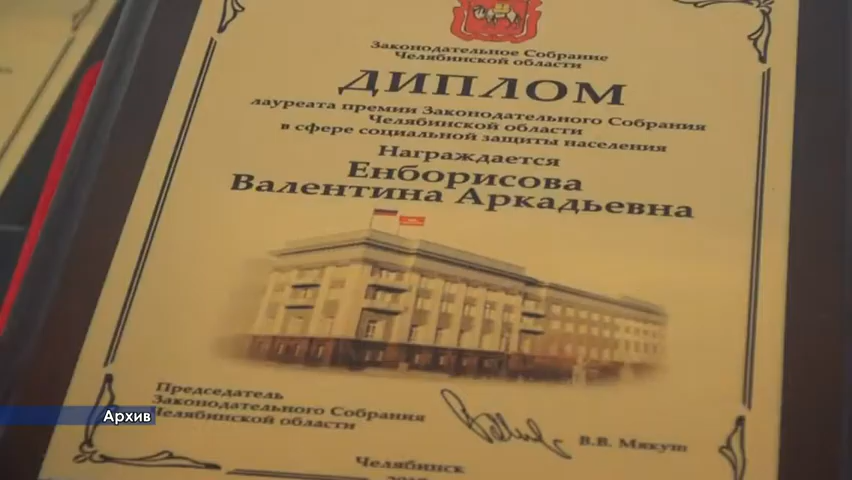 Законодательное Собрание
Челябинской области
ДИПЛОМ
лауреата премии Законодательного Собрания
Челябинской области
в сфере социальной защиты населения
Награждается
Енборисова
Валентина Аркадьевна
Председатель
Законодательного Собрания
Челябинской области
В.В. Мякуш
Челябинск
Архив